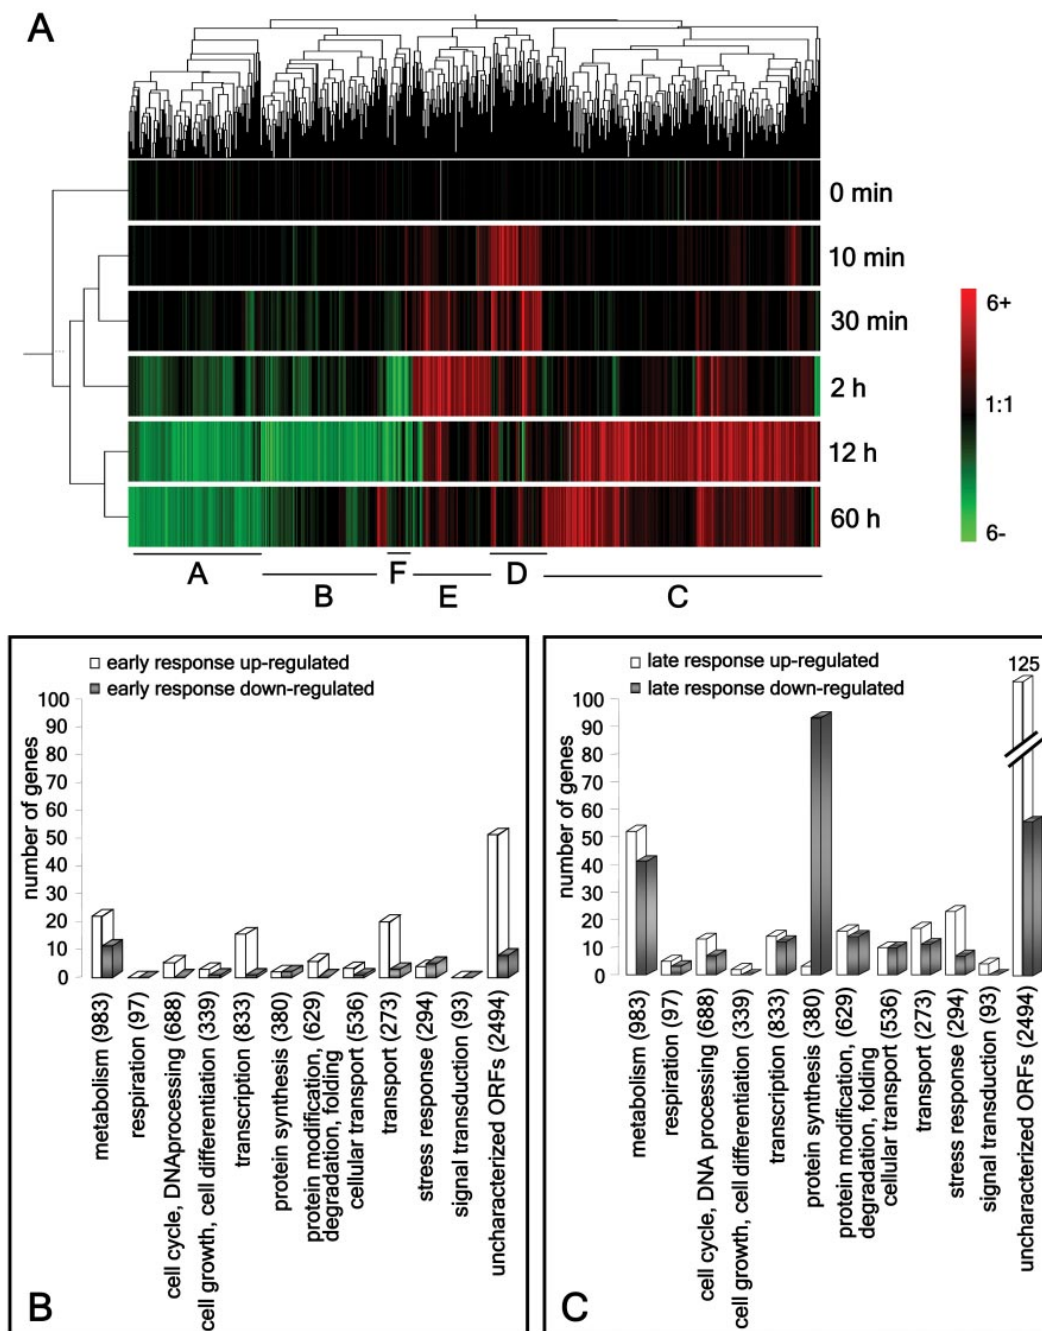 A
0 min
10 min
30 min
2 h
12 h
60 h
6+
1:1
6-
A
B
F
E
D
C
early response up-regulated
early response down-regulated
number of genes
100
90
80
70
60
50
40
30
20
10
0
metabolism (983)
respiration (97)
cell cycle, DNAprocessing (688)
cell growth, cell differentiation (339)
transcription (833)
protein synthesis (380)
protein modification, (629)
degradation, folding
cellular transport (536)
transport (273)
stress response (294)
signal transduction (93)
uncharacterized ORFs (2494)
B
late response up-regulated
late response down-regulated
125
number of genes
100
90
80
70
60
50
40
30
20
10
0
metabolism (983)
respiration (97)
cell cycle, DNA processing (688)
cell growth, cell differentiation (339)
transcription (833)
protein synthesis (380)
protein modification, (629)
degradation, folding
cellular transport (536)
transport (273)
stress response (294)
signal transduction (93)
uncharacterized ORFs (2494)
C